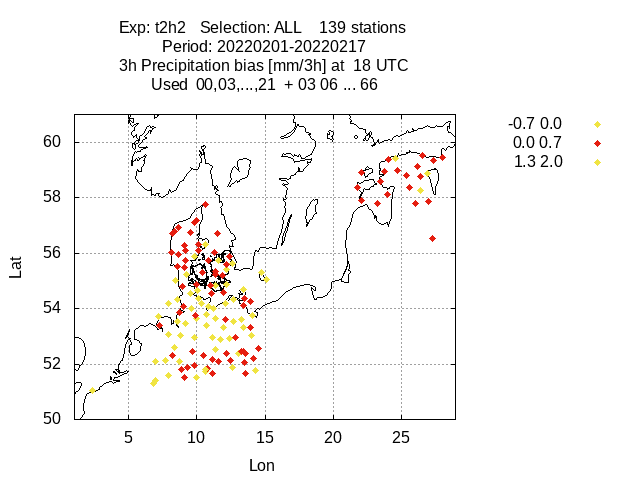 Exp: t2h2 Selection: ALL 139 stations
Period: 20220201-20220217
3h Precipitation bias [mm/3h] at 18 UTC
Used 00,03,...,21 + 03 06 ... 66
-0.7 0.0
0.0 0.7
1.3 2.0
60
58
56
54
52
50
Lat
5 10 15 20 25
Lon